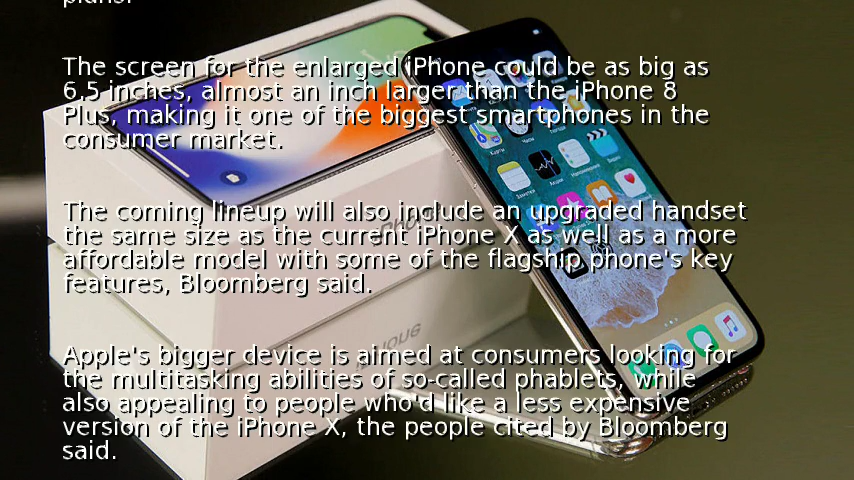 plans.
The screen for the enlarged iPhone could be as big as
6.5 inches, almost an inch larger than the iPhone 8
Plus, making it one of the biggest smartphones in the
consumer market.
The coming lineup will also include an upgraded handset
the same size as the current iPhone X as well as a more
affordable model with some of the flagship phone's key
features, Bloomberg said.
Apple's bigger device is aimed at consumers looking for
the multitasking abilities of so-called phablets, while
also appealing to people who'd like a less expensive
version of the iPhone X, the people cited by Bloomberg
said.
iPhone
iPhone